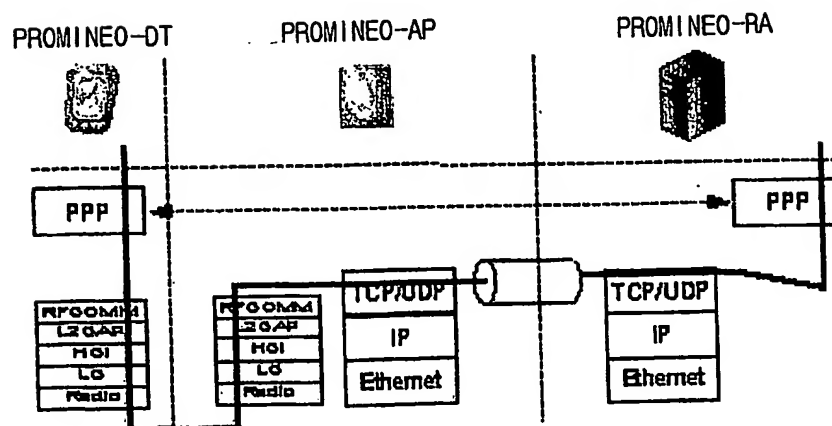 PROMINEO-DT
PROMINEO-AP
PROMINEO-RA
PPP
PPP
RFCOMM
L2CAP
HCI
LC
Radio
RFCOMM
L2CAP
HCI
LC
Radio
TCP/UDP
IP
Ethernet
TCP/UDP
IP
Ethernet